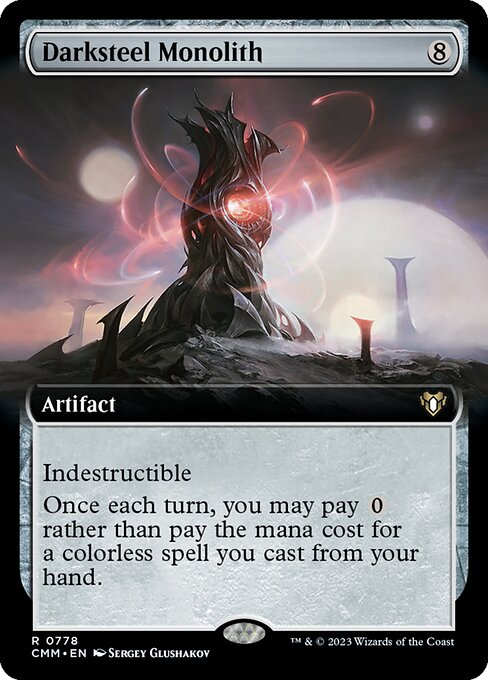 Darksteel Monolith 8
Artifact
Indestructible
Once each turn, you may pay 0
rather than pay the mana cost for
a colorless spell you cast from your
hand.
R 0778
CMM • EN Sergey Glushakov
™ & © 2023 Wizards of the Coast